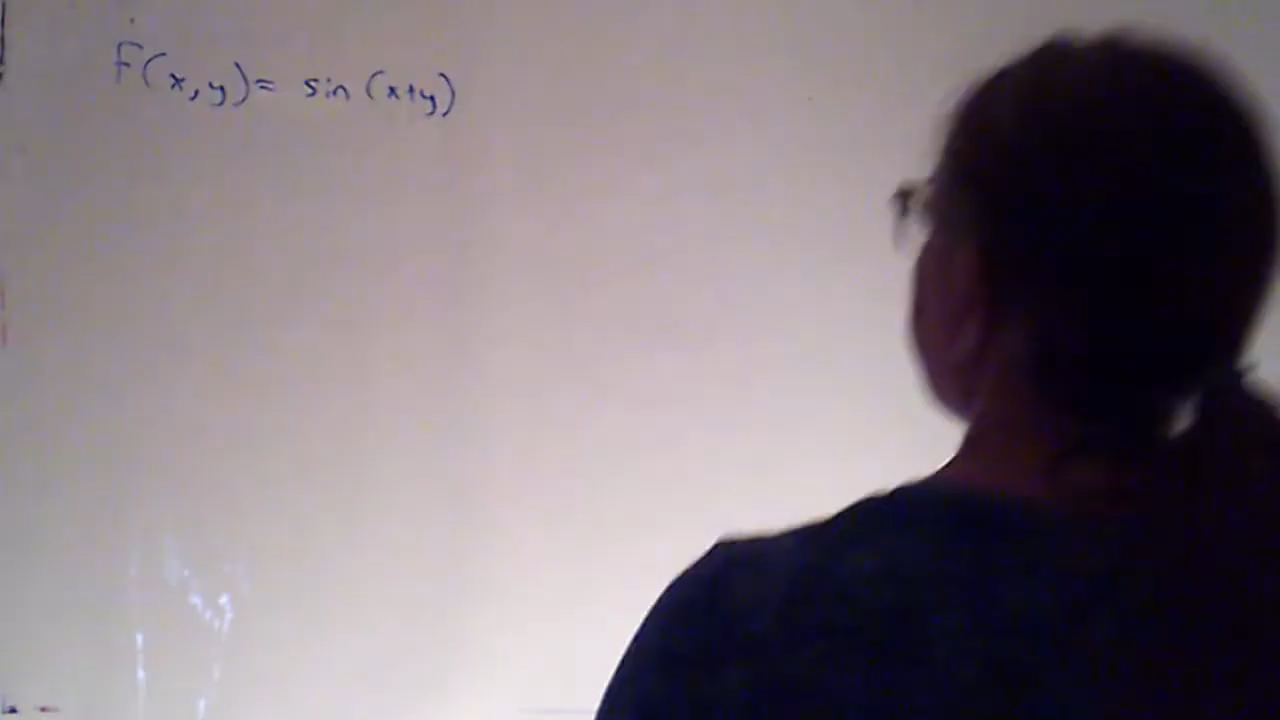 F(x,y)= sin (x+y)